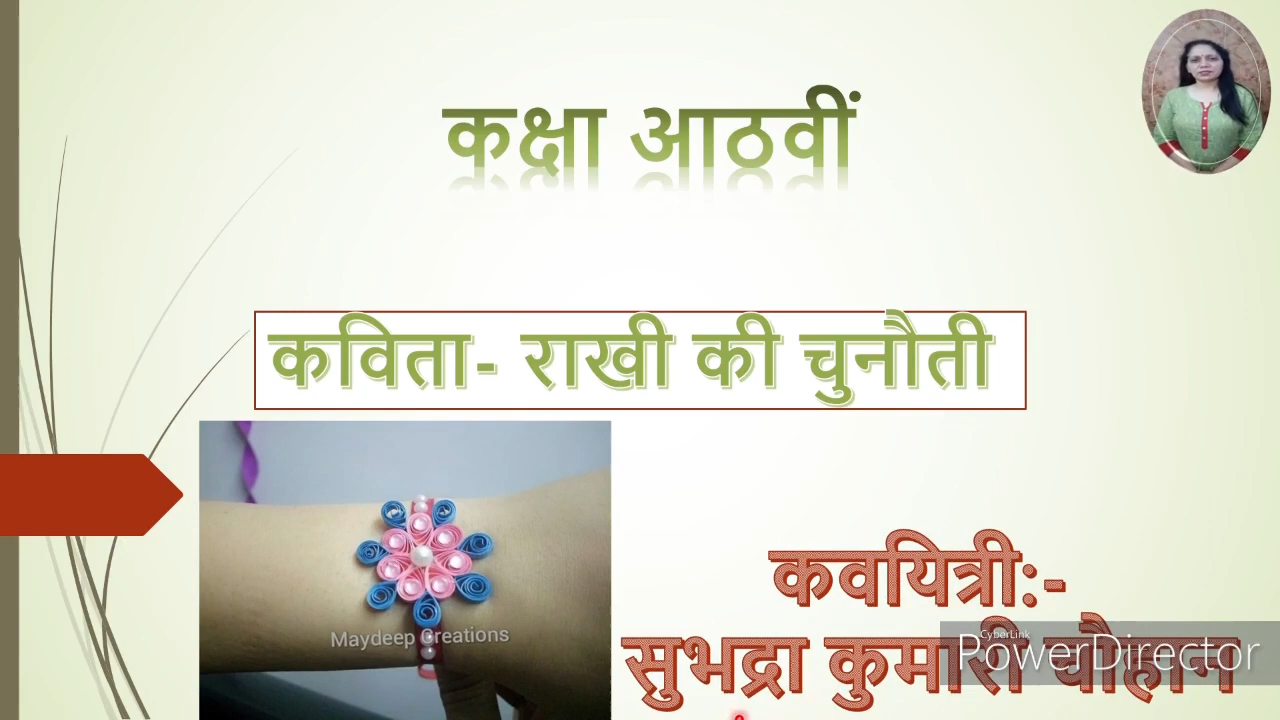 कक्षा आठवीं
कविता- राखी की चुनौती
Maydeep Creations
कवयित्री:-
सुभद्रा कुमारी चौहान
CyberLink
PowerDirector